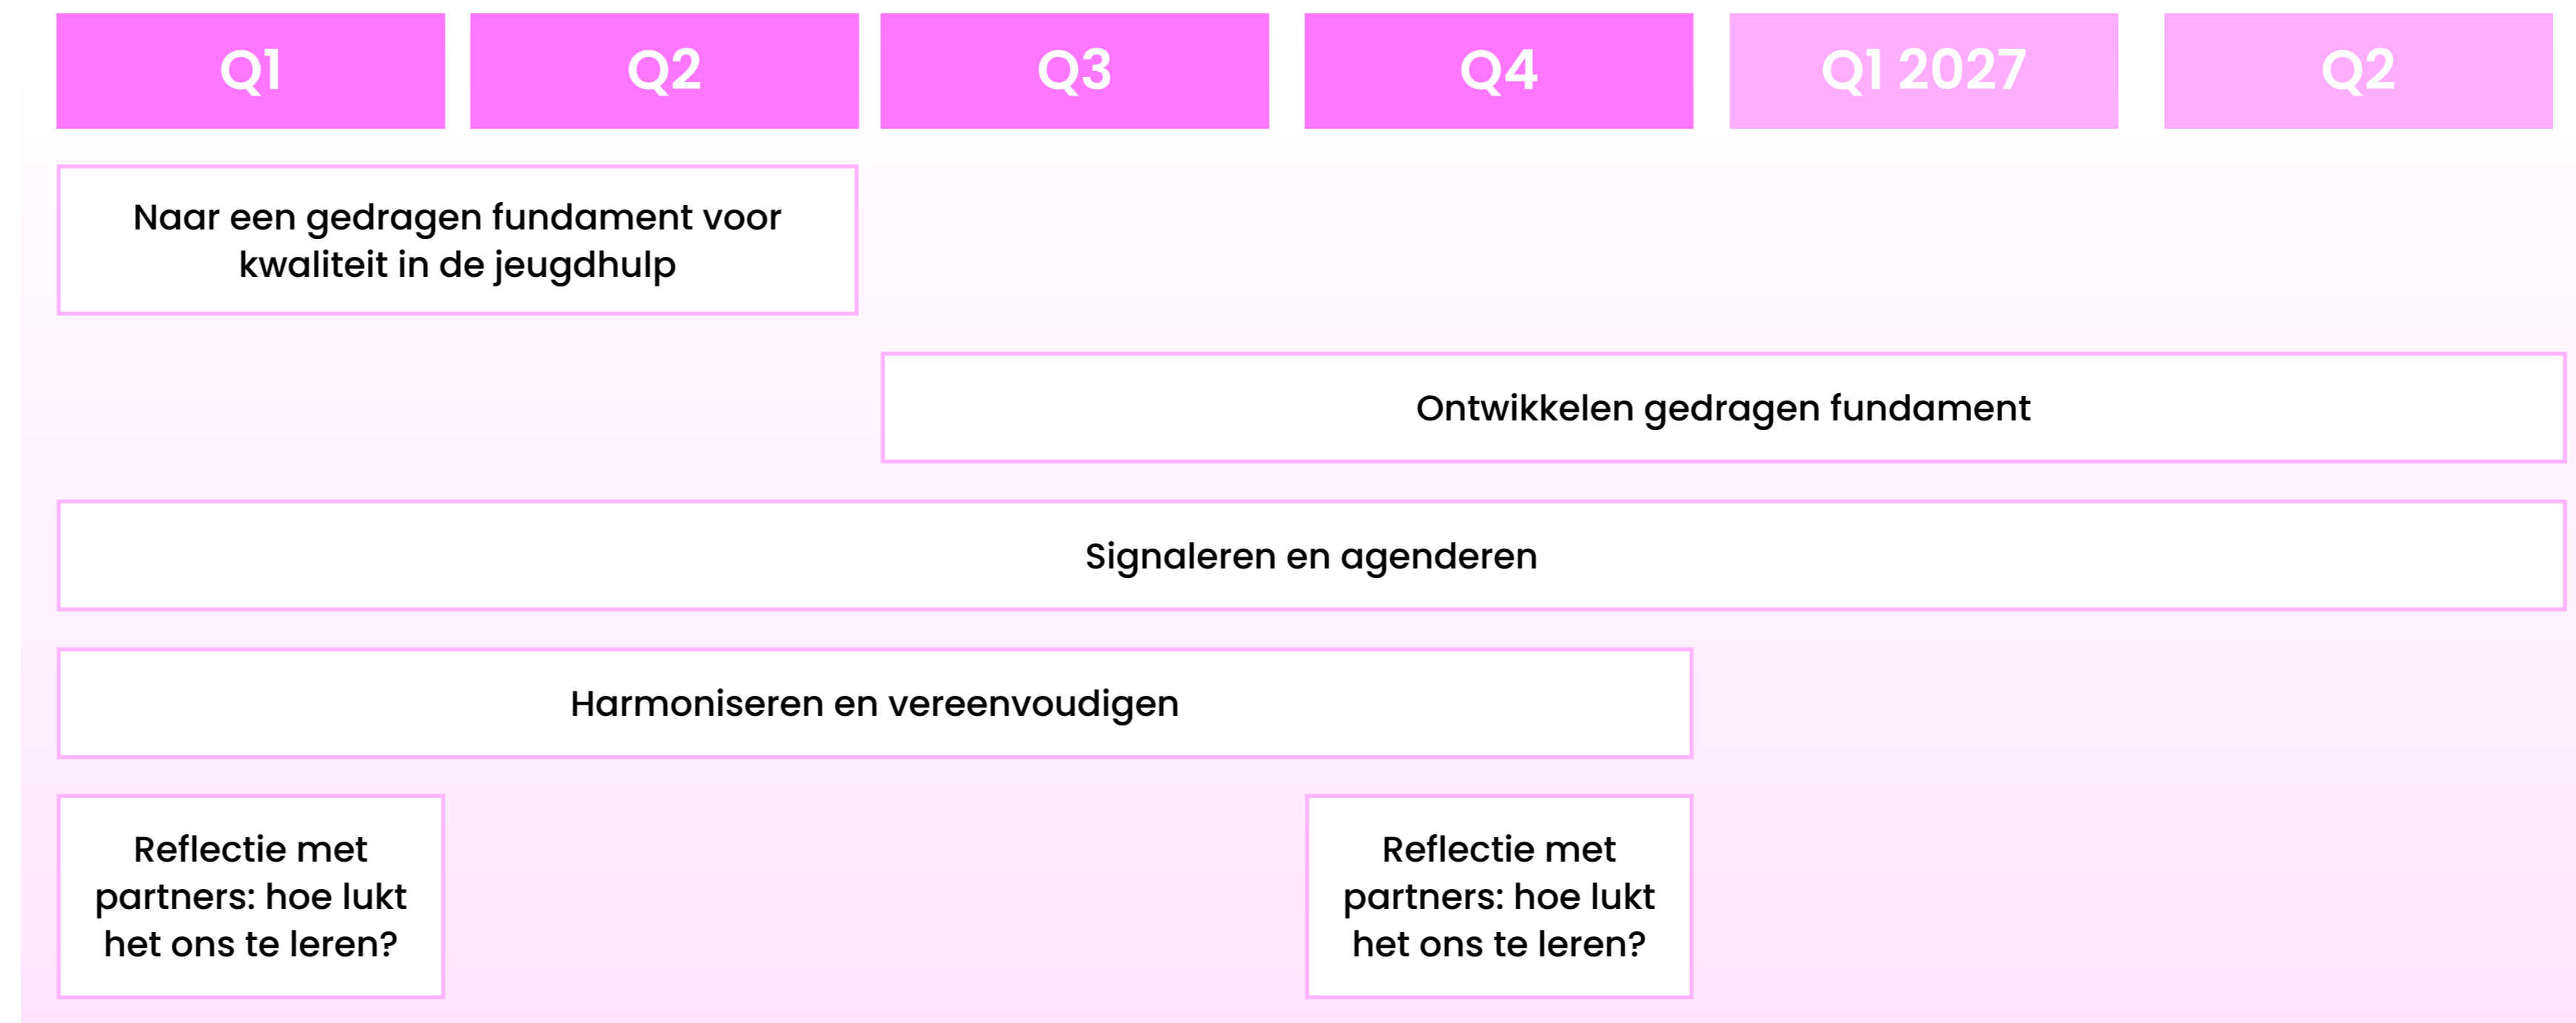 Q1
Q2
Q3
Q4
Q1 2027
Q2
Naar een gedragen fundament voor
kwaliteit in de jeugdhulp
Ontwikkelen gedragen fundament
Signaleren en agenderen
Harmoniseren en vereenvoudigen
Reflectie met
partners: hoe lukt
het ons te leren?
Reflectie met
partners: hoe lukt
het ons te leren?